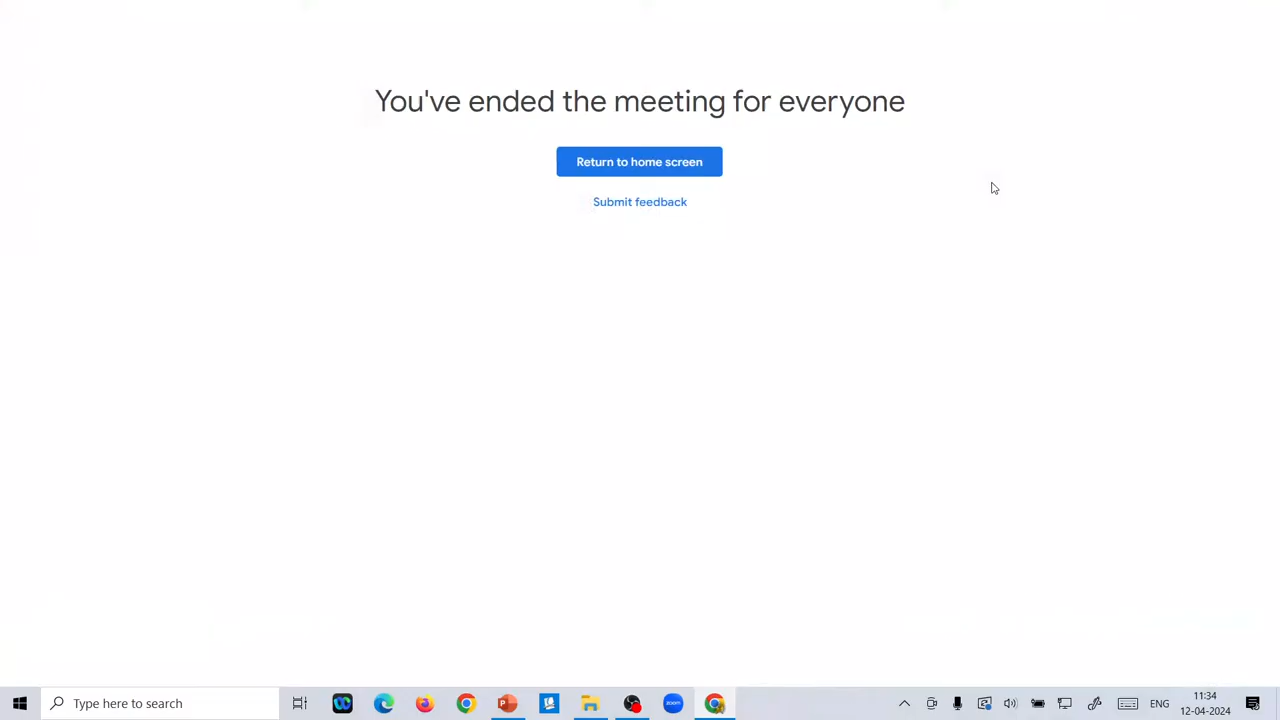 You've ended the meeting for everyone
Return to home screen
Submit feedback
Type here to search
zoom
ENG
11:34
12-04-2024